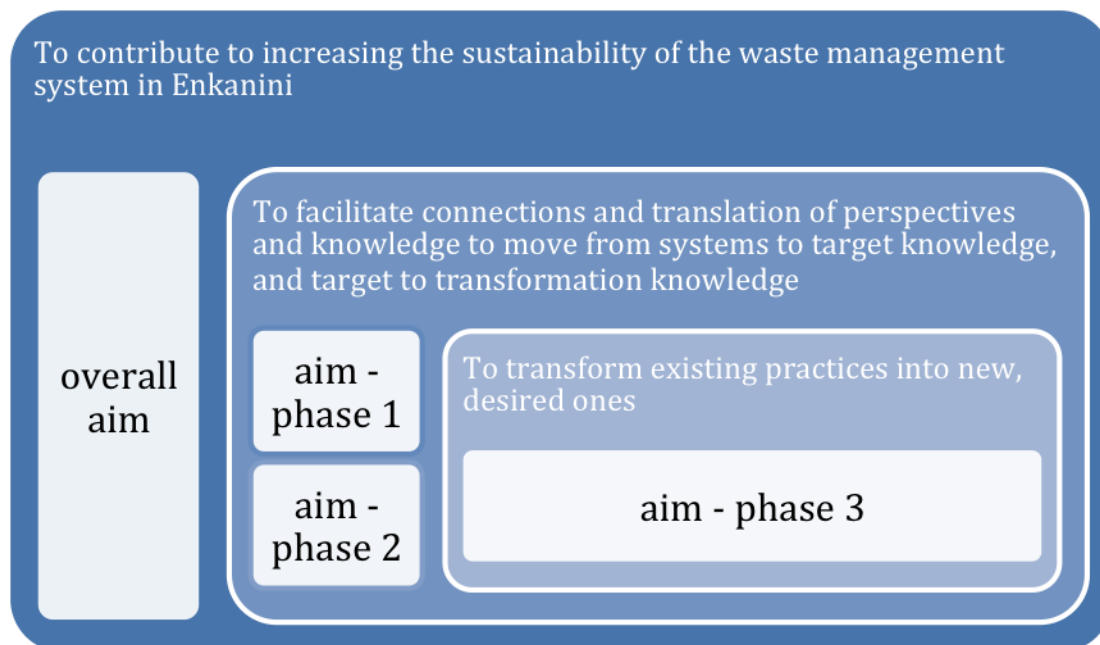 To contribute to increasing the sustainability of the waste management
system in Enkanini
To facilitate connections and translation of perspectives
and knowledge to move from systems to target knowledge,
and target to transformation knowledge
overall
aim
aim -
phase 1
aim -
phase 2
To transform existing practices into new,
desired ones
aim - phase 3